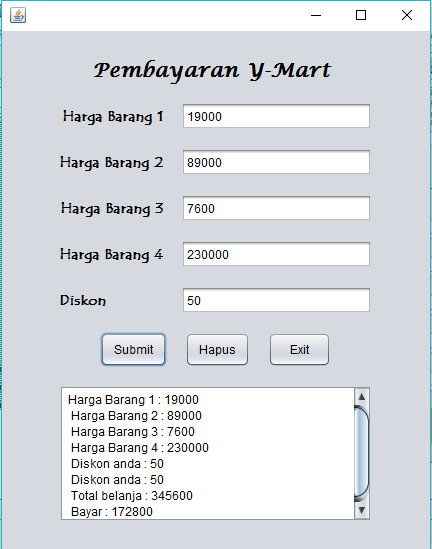 Pembayaran Y-Mart
Harga Barang 1 19000
Harga Barang 2 89000
Harga Barang 3 7600
Harga Barang 4 230000
Diskon 50
Submit Hapus Exit
Harga Barang 1 : 19000
Harga Barang 2 : 89000
Harga Barang 3 : 7600
Harga Barang 4 : 230000
Diskon anda : 50
Diskon anda : 50
Total belanja : 345600
Bayar : 172800